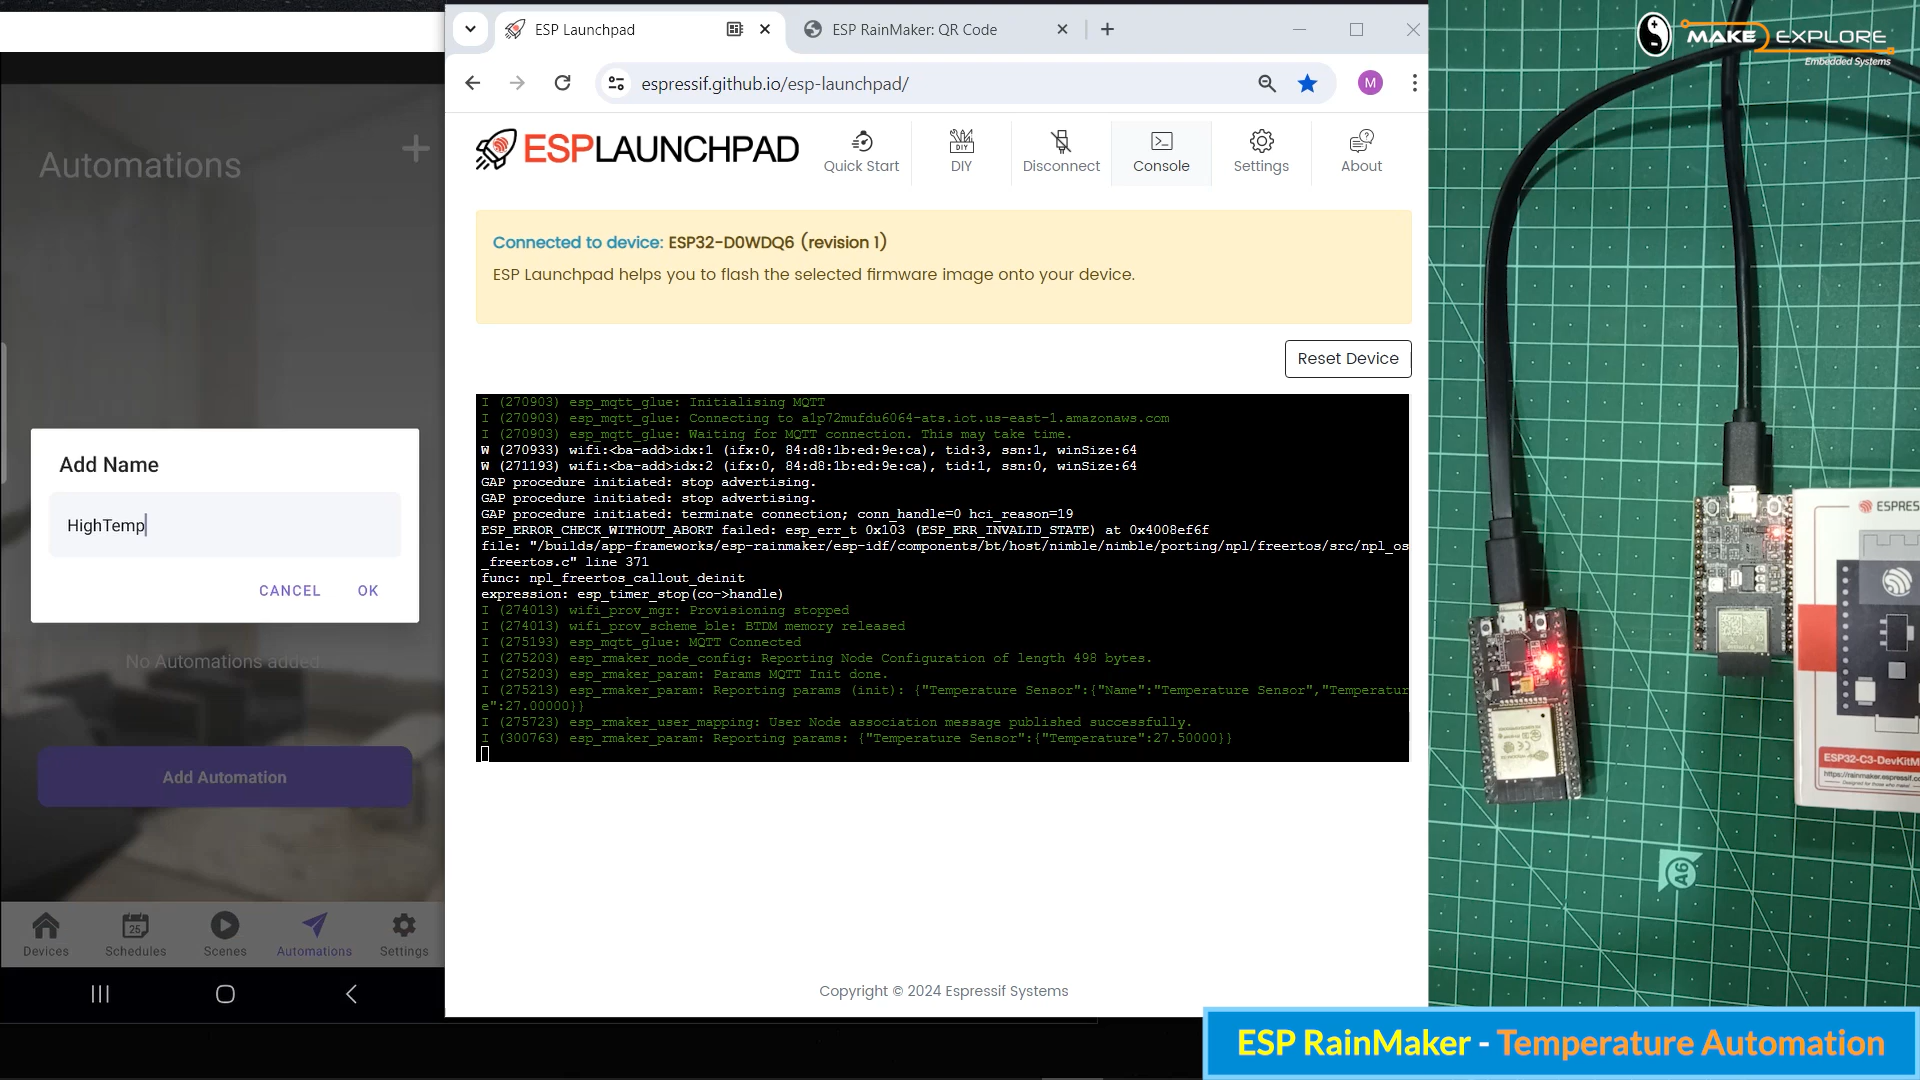 Automations
Add Name
HighTemp
CANCEL OK
No Automations added
Add Automation
Devices
25
Schedules
Scenes
Automations
Settings
ESP Launchpad
ESP RainMaker: QR Code
espressif.github.io/esp-launchpad/
M
ESPLAUNCHPAD
Quick Start
DIY
DIY
Disconnect
Console
Settings
About
Connected to device: ESP32-D0WDQ6 (revision 1)
ESP Launchpad helps you to flash the selected firmware image onto your device.
Reset Device
I (270903) esp_mqtt_glue: Initialising MQTT
I (270903) esp_mqtt_glue: Connecting to a1p72mufdu6064-ats.iot.us-east-1.amazonaws.com
I (270903) esp_mqtt_glue: Waiting for MQTT connection. This may take time.
W (270933) wifi:<ba-add>idx:1 (ifx:0, 84:d8:1b:ed:9e:ca), tid:3, ssn:1, winSize:64
W (271193) wifi:<ba-add>idx:2 (ifx:0, 84:d8:1b:ed:9e:ca), tid:1, ssn:0, winSize:64
GAP procedure initiated: stop advertising.
GAP procedure initiated: stop advertising.
GAP procedure initiated: terminate connection; conn_handle=0 hci_reason=19
ESP_ERROR_CHECK_WITHOUT_ABORT failed: esp_err_t 0x103 (ESP_ERR_INVALID_STATE) at 0x4008ef6f
file: "/builds/app-frameworks/esp-rainmaker/esp-idf/components/bt/host/nimble/nimble/porting/npl/freertos/src/npl_os
_freertos.c" line 371
func: npl_freertos_callout_deinit
expression: esp_timer_stop(co->handle)
I (274013) wifi_prov_mgr: Provisioning stopped
I (274013) wifi_prov_scheme_ble: BTDM memory released
I (275193) esp_mqtt_glue: MQTT Connected
I (275203) esp_rmaker_node_config: Reporting Node Configuration of length 498 bytes.
I (275203) esp_rmaker_param: Params MQTT Init done.
I (275213) esp_rmaker_param: Reporting params (init): {"Temperature Sensor":{"Name":"Temperature Sensor","Temperatur
e":27.00000}}
I (275723) esp_rmaker_user_mapping: User Node association message published successfully.
I (300763) esp_rmaker_param: Reporting params: {"Temperature Sensor":{"Temperature":27.50000}}
Copyright © 2024 Espressif Systems
MAKE2EXPLORE
Embedded Systems
ESPRES
ESP32-C3-DevKitM
https://rainmaker.espressif.c
A6
ESP RainMaker - Temperature Automation